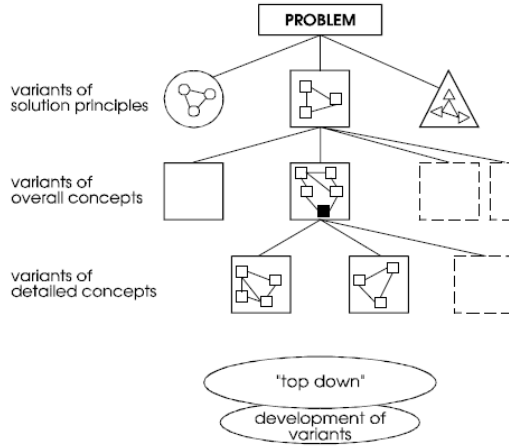 PROBLEM
variants of
solution principles
variants of
overall concepts
variants of
detailed concepts
"top down"
development of
variants